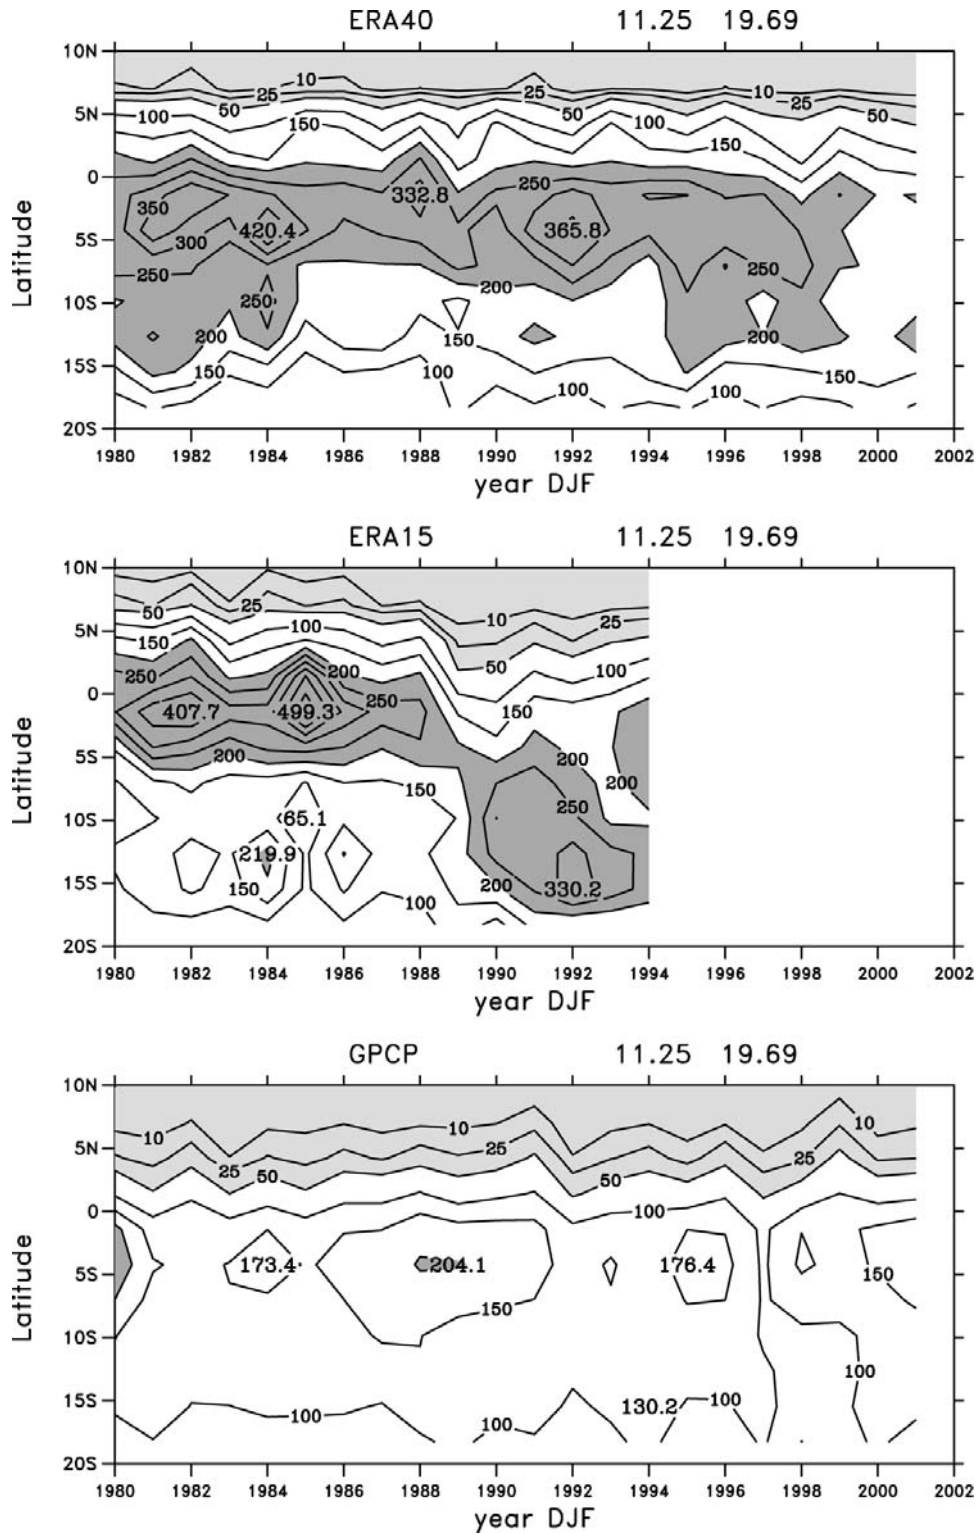 ERA40 11.25 19.69
10N
10 10
25 25 25
5N 100 50 50 50
150 100
150
0
332.8 250
350
420.4 365.8
5S 300
250 250
200
10S 250
200 150 200
150
15S 150 100
100 100
20S
1980 1982 1984 1986 1988 1990 1992 1994 1996 1998 2000 2002
year DJF
Latitude
ERA15 11.25 19.69
10N
50 25 10
5N 150 100 25
200 50
250 100
0 250
407.7 499.3 150
5S 200 200
150 200
250
10S 65.1
219.9
15S 150 200 330.2
100
20S
1980 1982 1984 1986 1988 1990 1992 1994 1996 1998 2000 2002
year DJF
Latitude
GPCP 11.25 19.69
10N
10 10 10
5N 25 25 25
50 50
0 100
173.4 204.1 176.4
5S 150
150
10S
100
15S 100 100 130.2 100
20S
1980 1982 1984 1986 1988 1990 1992 1994 1996 1998 2000 2002
year DJF
Latitude